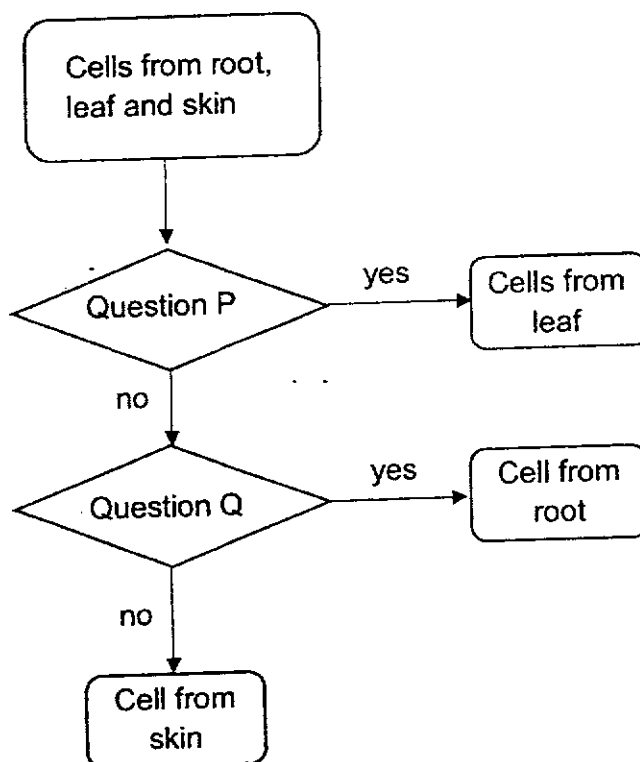 Cells from root,
leaf and skin
Question P
yes
Cells from
leaf
no
Question Q
yes
Cell from
root
no
Cell from
skin